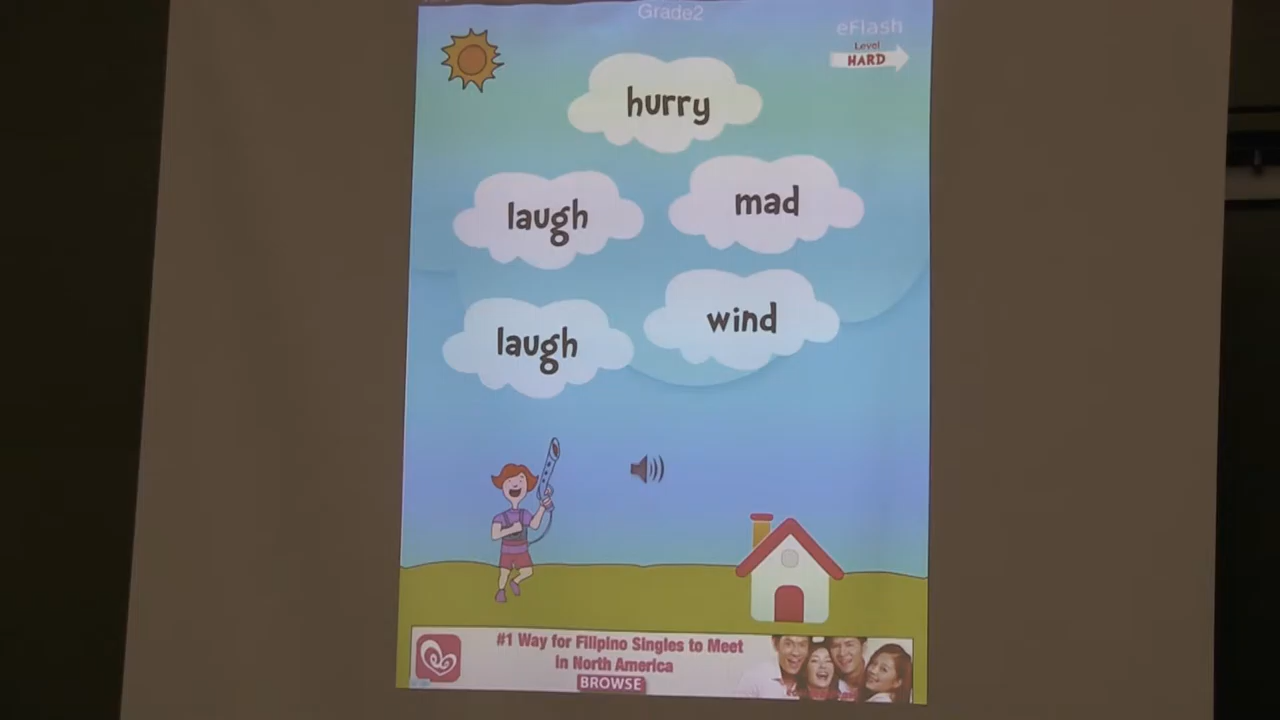 Grade2
eFlash
Level
HARD
hurry
laugh
mad
laugh
wind
#1 Way for Filipino Singles to Meet
in North America
BROWSE